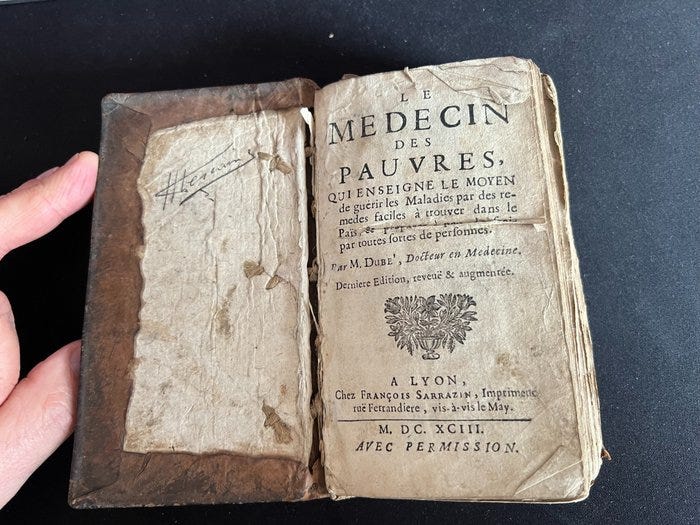 LE
MEDECIN
DES
PAUVRES,
QUI ENSEIGNE LE MOYEN
de guérir les Maladies par des re-
medes faciles à trouver dans le
Païs, &
par toutes sortes de personnes.
Par M. DUBE', Docteur en Medecine.
Derniere Edition, reveuë & augmentée.
A LYON,
Chez FRANÇOIS SARRAZIN, Imprimeur
ruë Ferrandiere, vis-à-vis le May.
M. DC. XCIII.
AVEC PERMISSION.